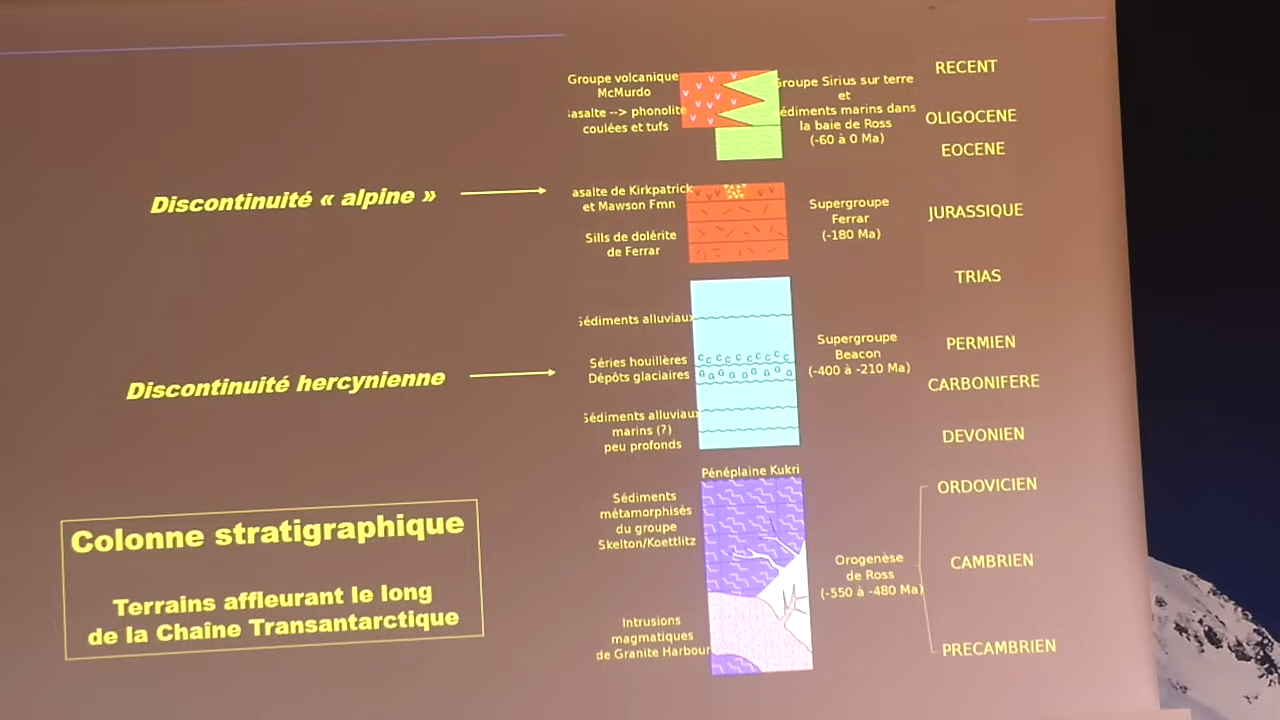 Groupe volcanique
McMurdo
asalte --> phonolite
coulées et tufs
Groupe Sirius sur terre
et
édiments marins dans
la baie de Ross
(-60 à 0 Ma)
RECENT
OLIGOCENE
EOCENE
Discontinuité « alpine »
asalte de Kirkpatrick
et Mawson Fmn
Sills de dolérite
de Ferrar
Supergroupe
Ferrar
(-180 Ma)
JURASSIQUE
TRIAS
Sédiments alluviaux
Séries houillères
Dépôts glaciaires
Supergroupe
Beacon
(-400 à -210 Ma)
PERMIEN
CARBONIFERE
Discontinuité hercynienne
Sédiments alluviaux
marins (?)
peu profonds
DEVONIEN
Pénéplaine Kukri
Sédiments
métamorphisés
du groupe
Skelton/Koettlitz
ORDOVICIEN
Orogenèse
de Ross
(-550 à -480 Ma)
CAMBRIEN
Intrusions
magmatiques
de Granite Harbour
PRECAMBRIEN
Colonne stratigraphique
Terrains affleurant le long
de la Chaîne Transantarctique